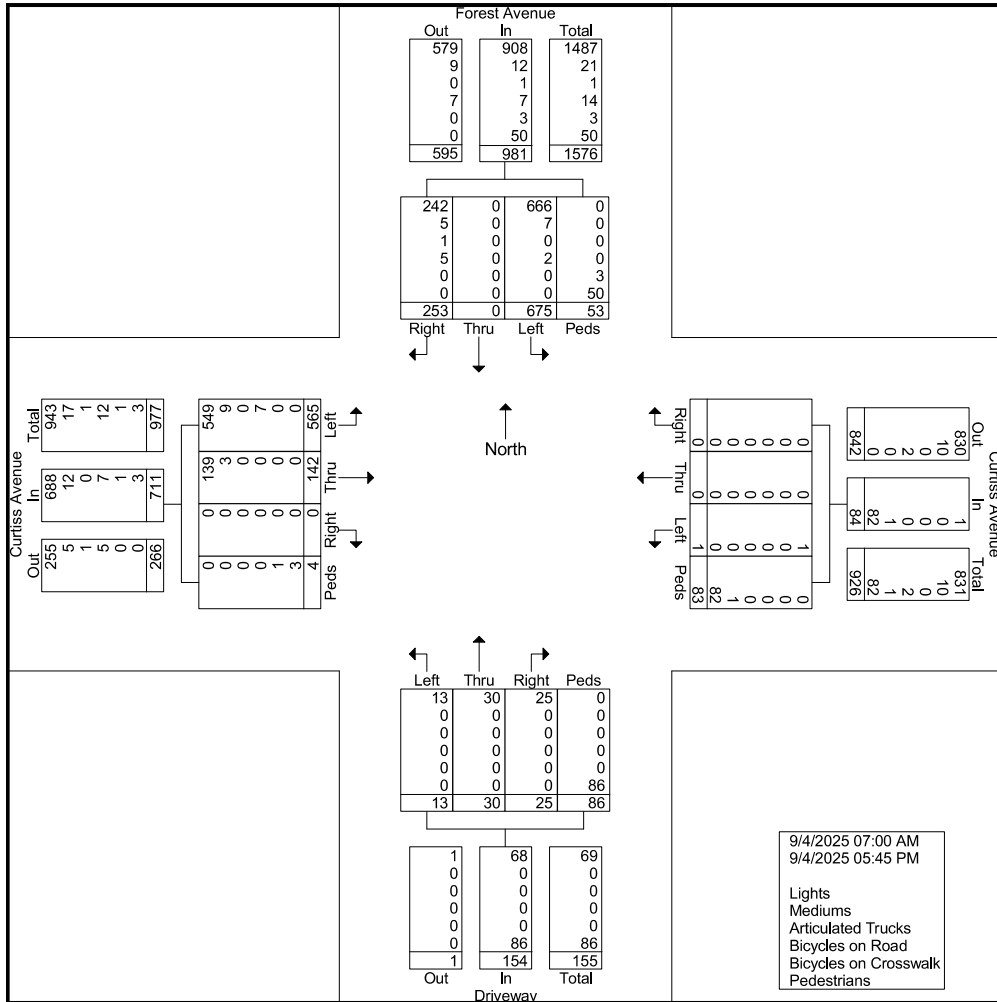 Forest Avenue
Out In Total
579 908 1487
9 12 21
0 1 1
7 7 14
0 3 3
0 50 50
595 981 1576
242 0 666 0
5 0 7 0
1 0 0 0
5 0 2 0
0 0 0 3
0 0 0 50
253 0 675 53
Right Thru Left Peds
Curtiss Avenue
Total
943 17 1 12 1 3 977
In
688 12 0 7 1 3 711
Out
255 5 1 5 0 0 266
Left
549 9 0 7 0 0 565
Thru
139 3 0 0 0 0 142
Right
0 0 0 0 0 0 0
Peds
0 0 0 0 1 3 4
North
Right
0 0 0 0 0 0 0
Thru
0 0 0 0 0 0 0
Left
1 0 0 0 0 0 1
Peds
0 0 0 0 1 82 83
Curtiss Avenue
Out
830 10 0 2 0 0 842
In
1 0 0 0 1 82 84
Total
831 10 0 2 1 82 926
Left Thru Right Peds
13 30 25 0
0 0 0 0
0 0 0 0
0 0 0 0
0 0 0 0
0 0 0 86
13 30 25 86
1 68 69
0 0 0
0 0 0
0 0 0
0 0 0
0 86 86
1 154 155
Out In Total
Driveway
9/4/2025 07:00 AM
9/4/2025 05:45 PM
Lights
Mediums
Articulated Trucks
Bicycles on Road
Bicycles on Crosswalk
Pedestrians